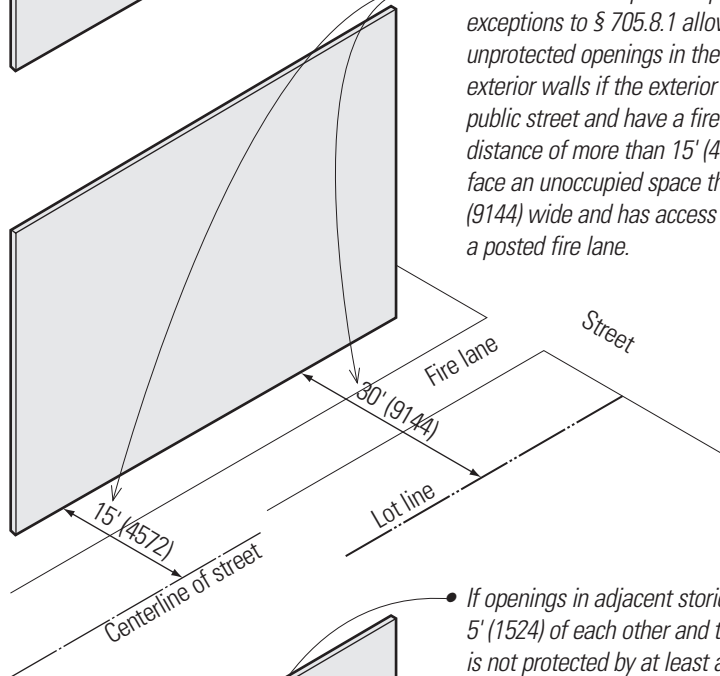 exceptions to § 705.8.1 allow
unprotected openings in the
exterior walls if the exterior
public street and have a fire
distance of more than 15' (4
face an unoccupied space th
(9144) wide and has access
a posted fire lane.
Street
Fire lane
30' (9144)
Lot line
15' (4572)
Centerline of street
• If openings in adjacent storie
5' (1524) of each other and t
is not protected by at least a